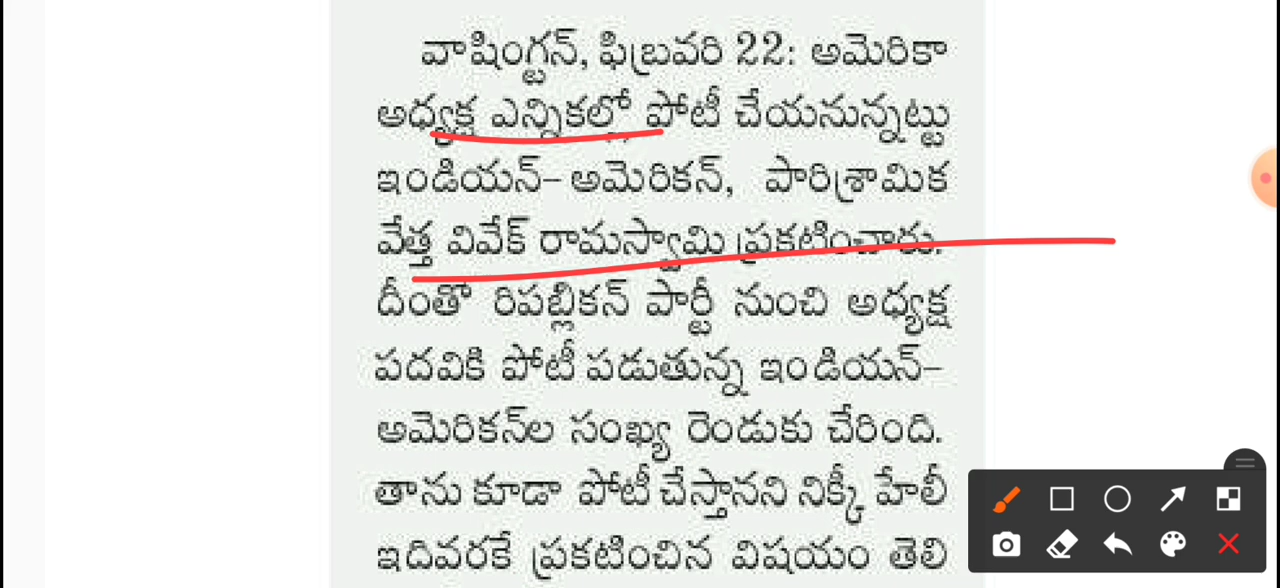 వాషింగ్టన్, ఫిబ్రవరి 22: అమెరికా
అధ్యక్ష ఎన్నికల్లో పోటీ చేయనున్నట్టు
ఇండియన్– అమెరికన్, పారిశ్రామిక
వేత్త వివేక్ రామస్వామి ప్రకటించారు.
దీంతో రిపబ్లికన్ పార్టీ నుంచి అధ్యక్ష
పదవికి పోటీ పడుతున్న ఇండియన్–
అమెరికన్‌ల సంఖ్య రెండుకు చేరింది.
తాను కూడా పోటీ చేస్తానని నిక్కీ హేలీ
ఇదివరకే ప్రకటించిన విషయం తెలి